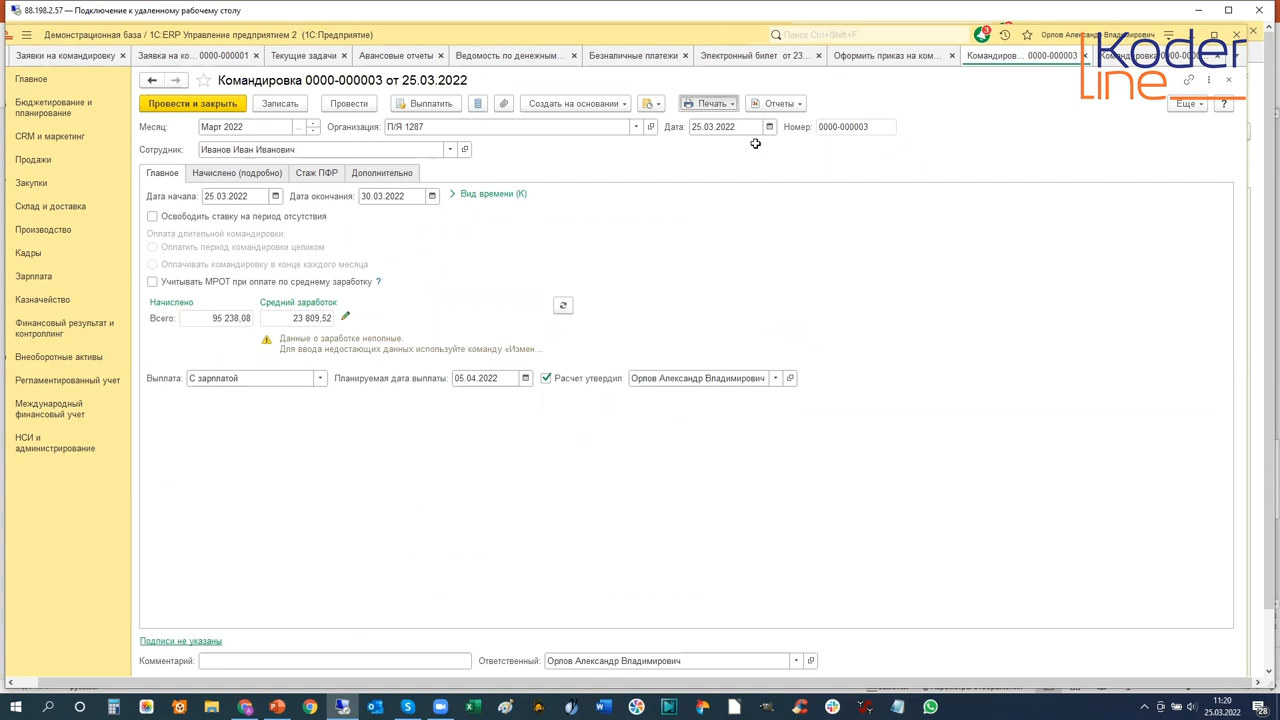 88.198.2.57 — Подключение к удаленному рабочему столу
Демонстрационная база / 1C:ERP Управление предприятием 2 (1С:Предприятие)
Поиск Ctrl+Shift+F
Орлов Александр Владимирович
Koder line
Заявки на командировку
Заявка на ко... 0000-000001
Текущие задачи
Авансовые отчеты
Ведомость по денежным...
Безналичные платежи
Электронный билет от 23...
Оформить приказ на ком...
Командиров... 0000-000003
Главное
Бюджетирование и
планирование
CRM и маркетинг
Продажи
Закупки
Склад и доставка
Производство
Кадры
Зарплата
Казначейство
Финансовый результат и
контроллинг
Внеоборотные активы
Регламентированный учет
Международный
финансовый учет
НСИ и
администрирование
Командировка 0000-000003 от 25.03.2022
Провести и закрыть
Записать
Провести
Выплатить
Создать на основании
Печать
Отчеты
Еще
?
Месяц: Март 2022 ... Организация: П/Я 1287 Дата: 25.03.2022 Номер: 0000-000003
Сотрудник: Иванов Иван Иванович
Главное
Начислено (подробно)
Стаж ПФР
Дополнительно
Дата начала: 25.03.2022 Дата окончания: 30.03.2022 Вид времени (К)
Освободить ставку на период отсутствия
Оплата длительной командировки:
Оплатить период командировки целиком
Оплачивать командировку в конце каждого месяца
Учитывать МРОТ при оплате по среднему заработку ?
Начислено Средний заработок
Всего: 95 238,08 23 809,52
Данные о заработке неполные.
Для ввода недостающих данных используйте команду «Измен...
Выплата: С зарплатой Планируемая дата выплаты: 05.04.2022 Расчет утвердил Орлов Александр Владимирович
Подписи не указаны
Комментарий: Ответственный: Орлов Александр Владимирович
11:20
25.03.2022
28